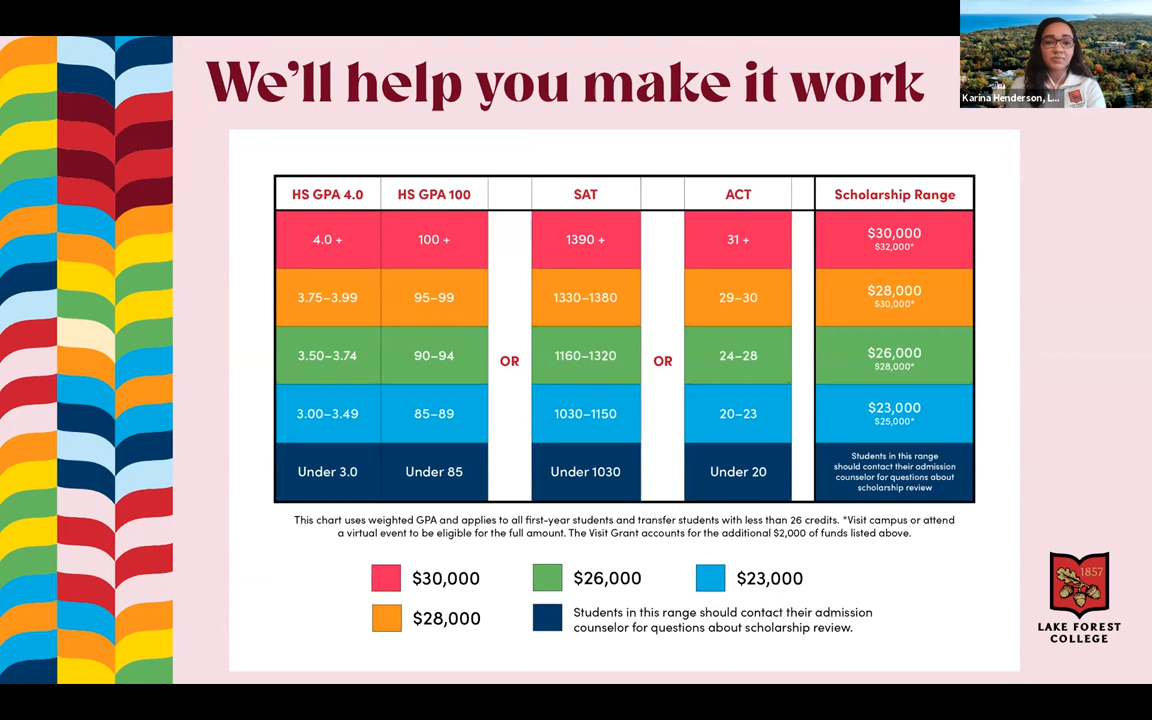 We'll help you make it work
Karina Henderson, L...
HS GPA 4.0 HS GPA 100 SAT ACT Scholarship Range
4.0 + 100 + 1390 + 31 + $30,000
$32,000*
3.75–3.99 95–99 1330–1380 29–30 $28,000
$30,000*
3.50–3.74 90–94 OR 1160–1320 OR 24–28 $26,000
$28,000*
3.00–3.49 85–89 1030–1150 20–23 $23,000
$25,000*
Under 3.0 Under 85 Under 1030 Under 20
Students in this range
should contact their admission
counselor for questions about
scholarship review
This chart uses weighted GPA and applies to all first-year students and transfer students with less than 26 credits. *Visit campus or attend
a virtual event to be eligible for the full amount. The Visit Grant accounts for the additional $2,000 of funds listed above.
$30,000 $26,000 $23,000
$28,000
Students in this range should contact their admission
counselor for questions about scholarship review.
1857
LAKE FOREST
COLLEGE